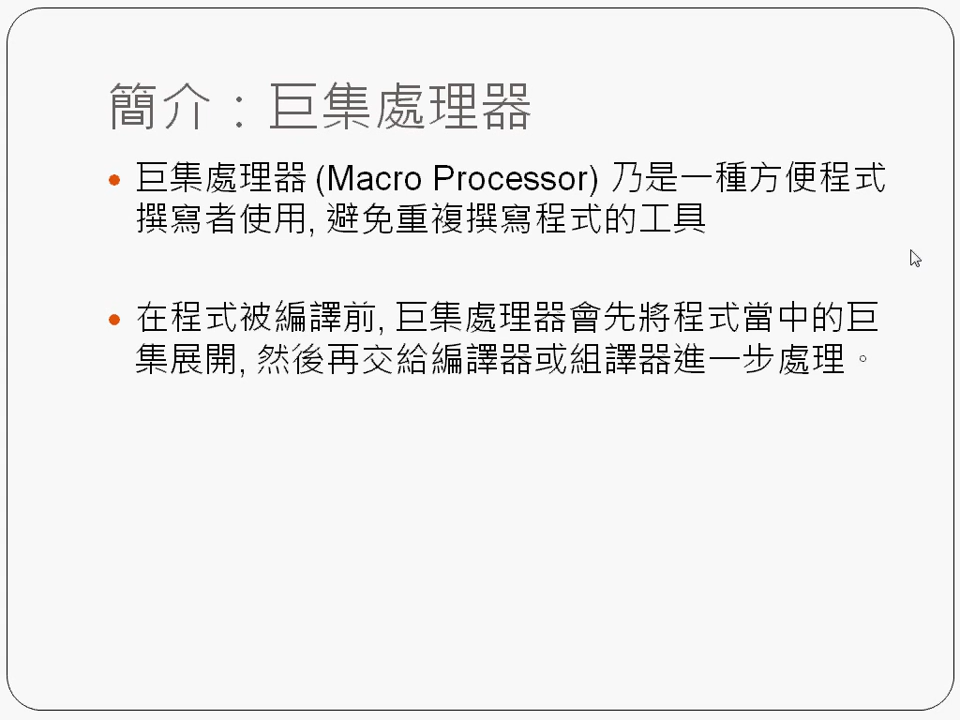 簡介：巨集處理器
巨集處理器 (Macro Processor) 乃是一種方便程式
撰寫者使用, 避免重複撰寫程式的工具
在程式被編譯前, 巨集處理器會先將程式當中的巨
集展開, 然後再交給編譯器或組譯器進一步處理。